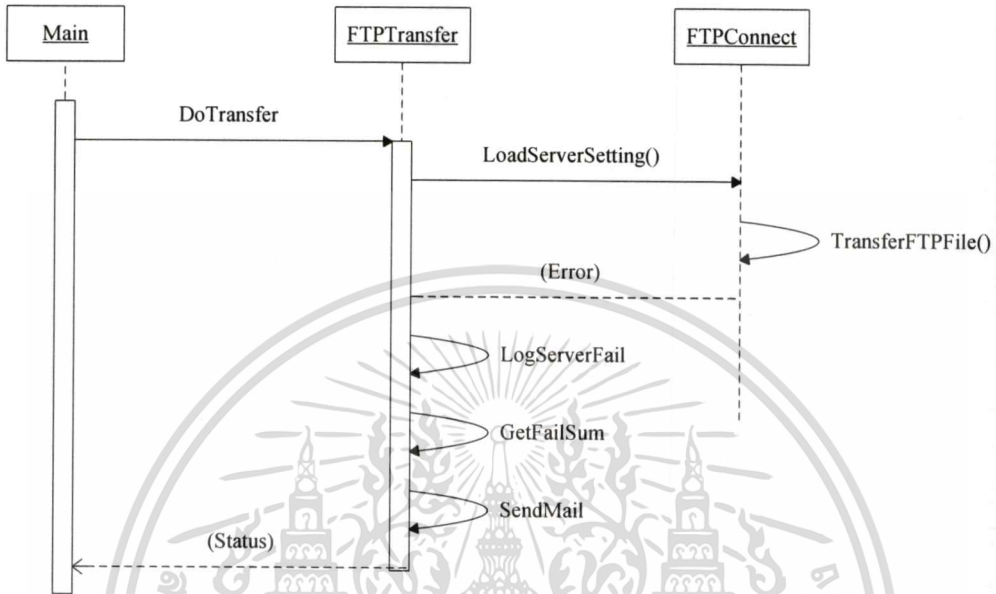 Main
FTPTransfer
FTPConnect
DoTransfer
LoadServerSetting()
TransferFTPFile()
(Error)
LogServerFail
GetFailSum
SendMail
(Status)